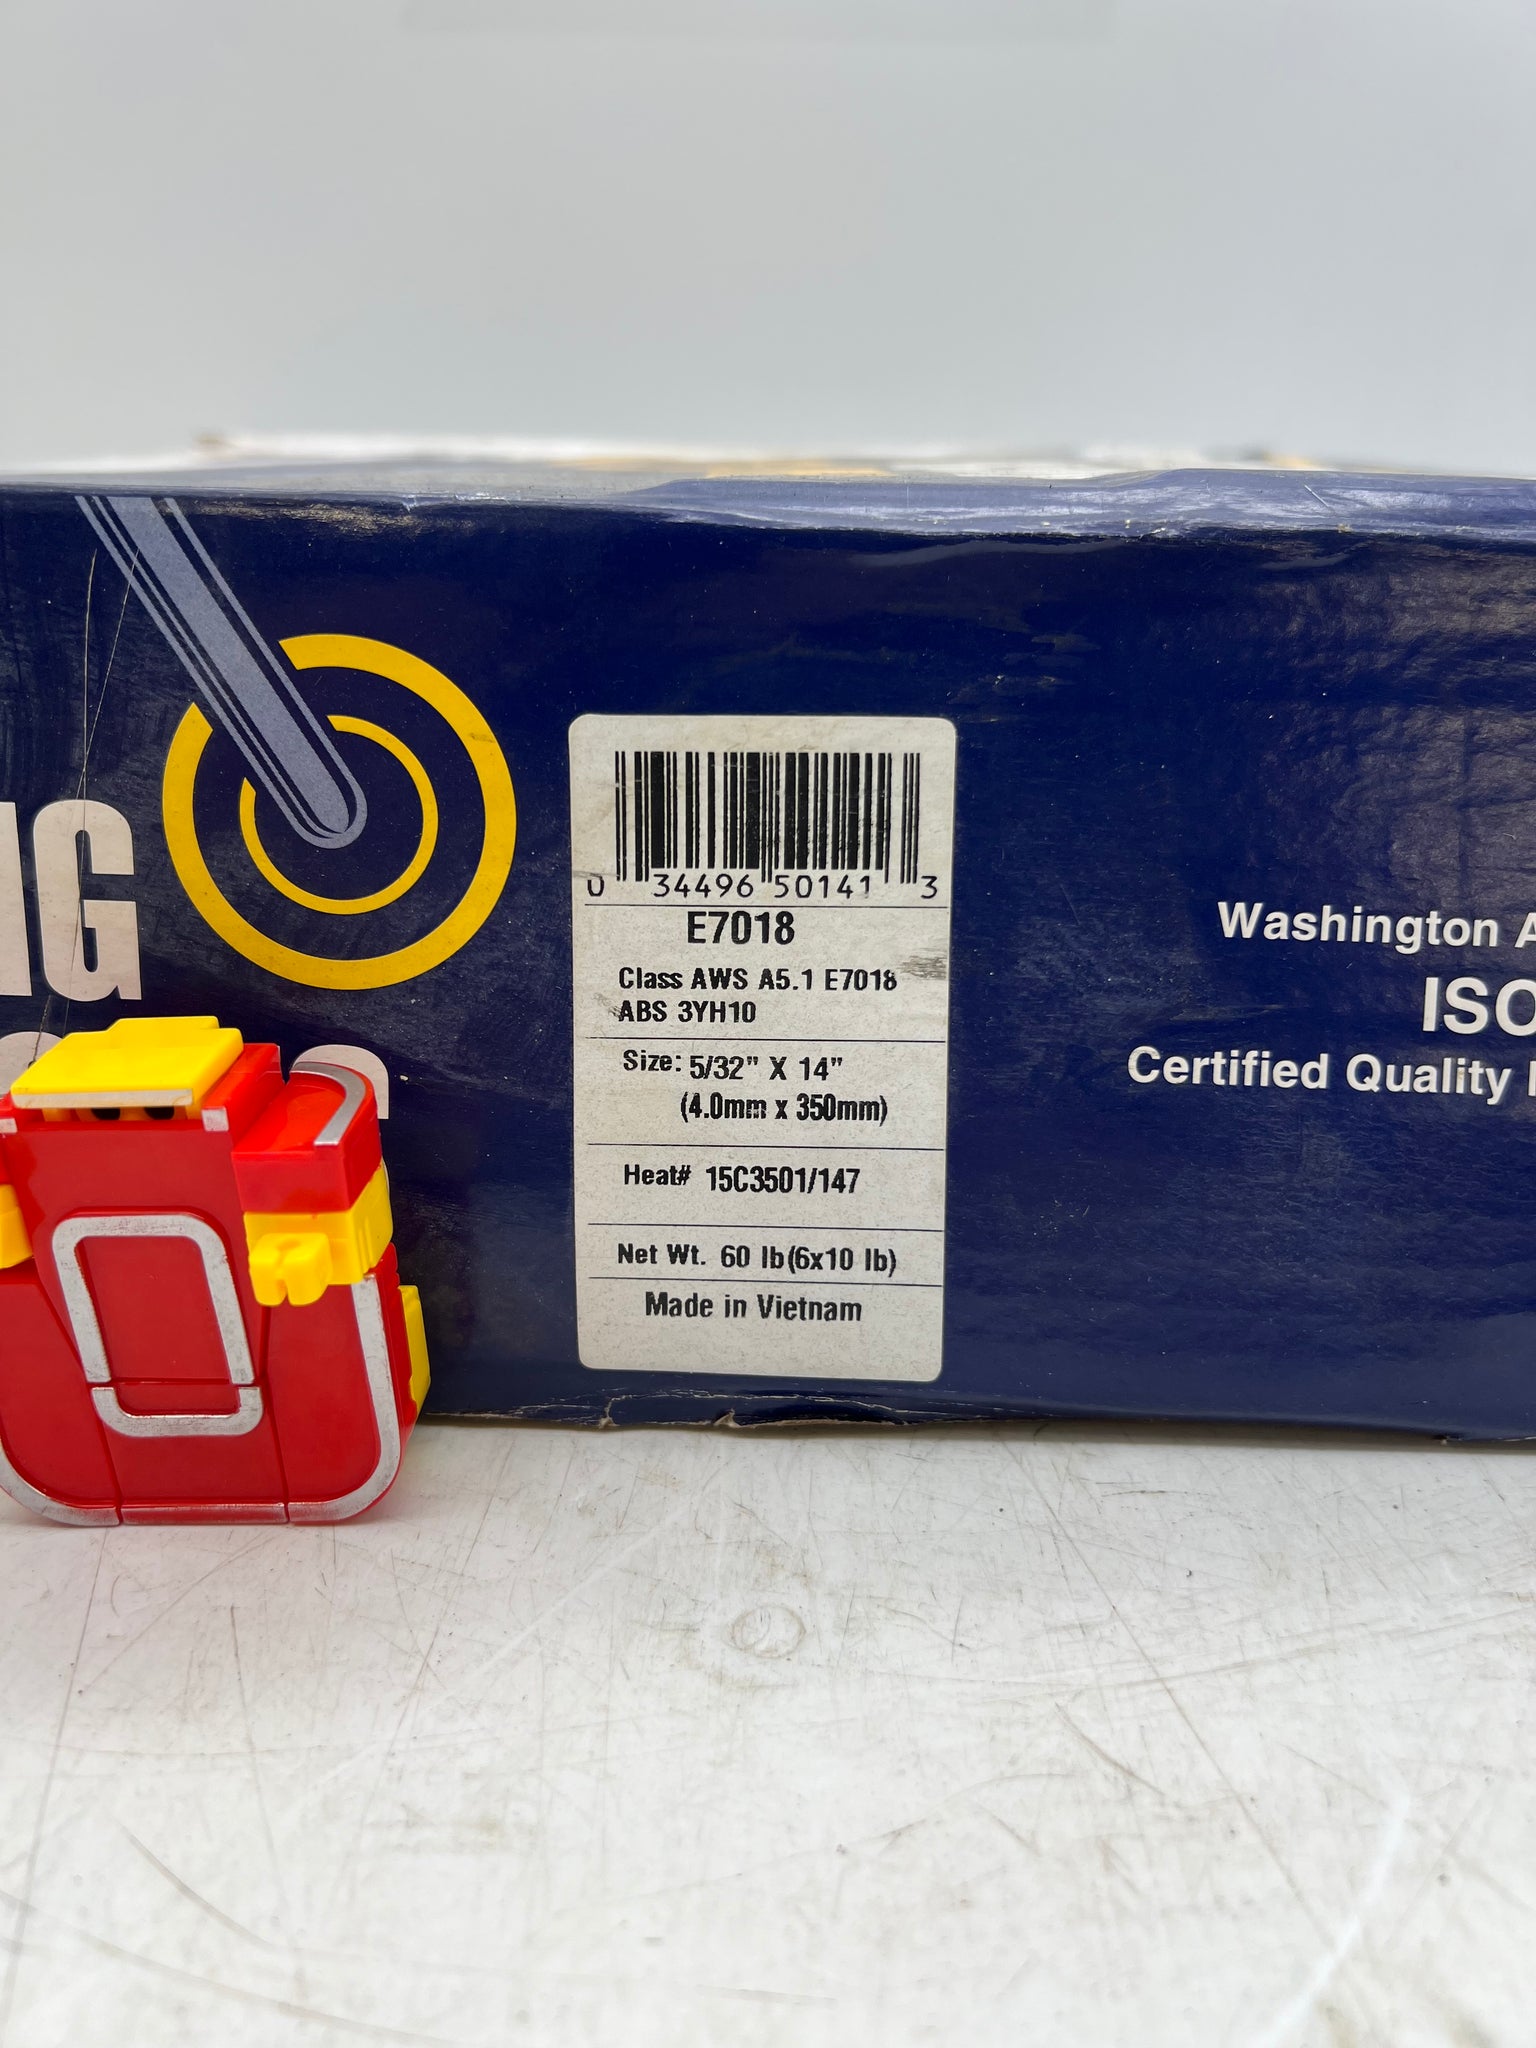 NG
0 34496 50141 3
E7018
Class AWS A5.1 E7018
ABS 3YH10
Size: 5/32" X 14"
(4.0mm x 350mm)
Heat# 15C3501/147
Net Wt. 60 lb(6x10 lb)
Made in Vietnam
Washington A
ISO
Certified Quality